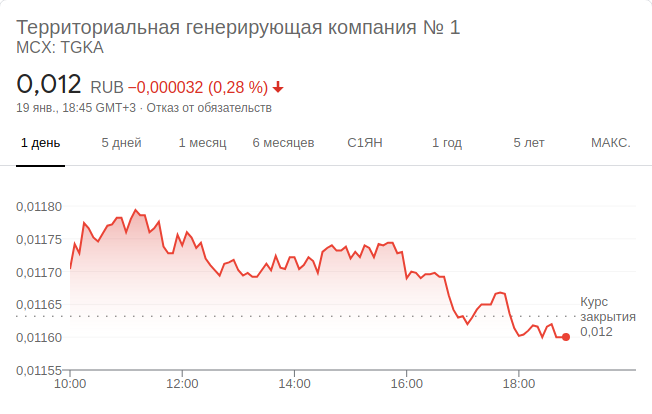 Территориальная генерирующая компания № 1
MCX: TGKA
0,012 RUB −0,000032 (0,28 %)
19 янв., 18:45 GMT+3 · Отказ от обязательств
1 день 5 дней 1 месяц 6 месяцев С1ЯН 1 год 5 лет МАКС.
0,01180
0,01175
0,01170
0,01165
0,01160
0,01155
Курс
закрытия
0,012
10:00 12:00 14:00 16:00 18:00